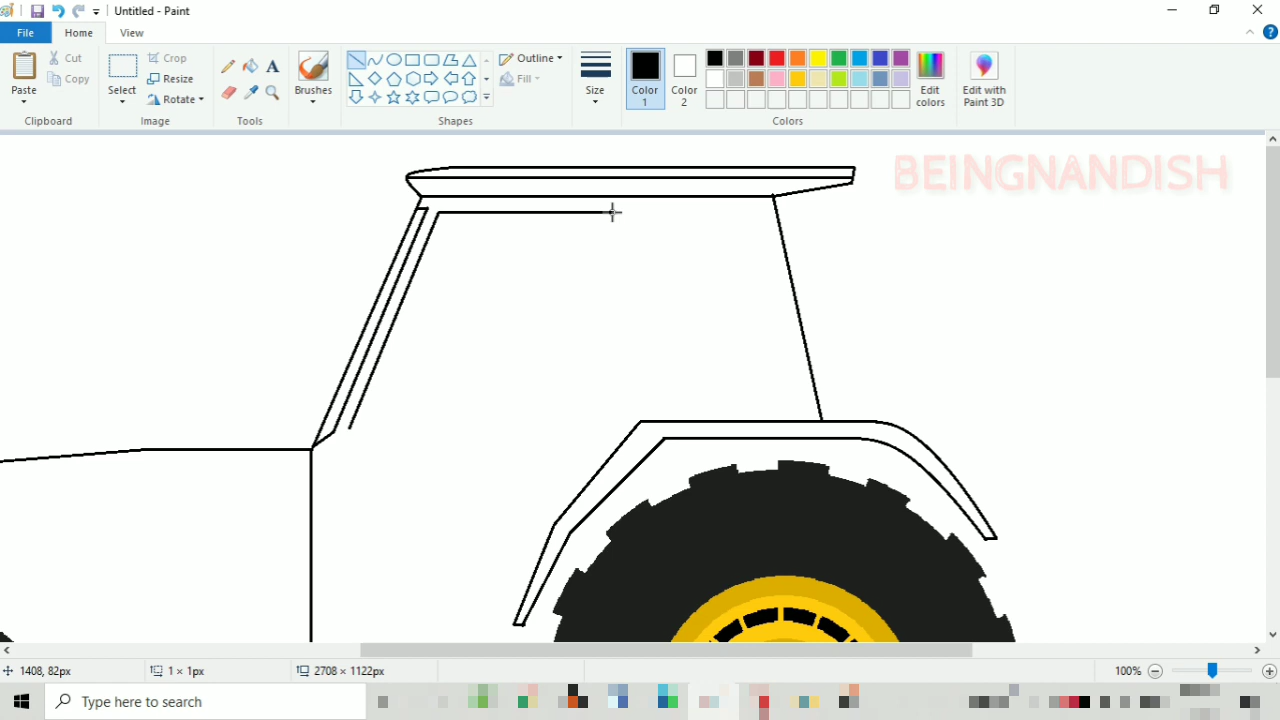 Untitled - Paint
File
Home
View
Paste
Cut
Copy
Clipboard
Select
Crop
Resize
Rotate
Image
A
Tools
Brushes
Outline
Fill
Shapes
Size
Color 1
Color 2
Edit colors
Colors
Edit with Paint 3D
BEINGNANDISH
1408, 82px
1 × 1px
2708 × 1122px
100%
Type here to search